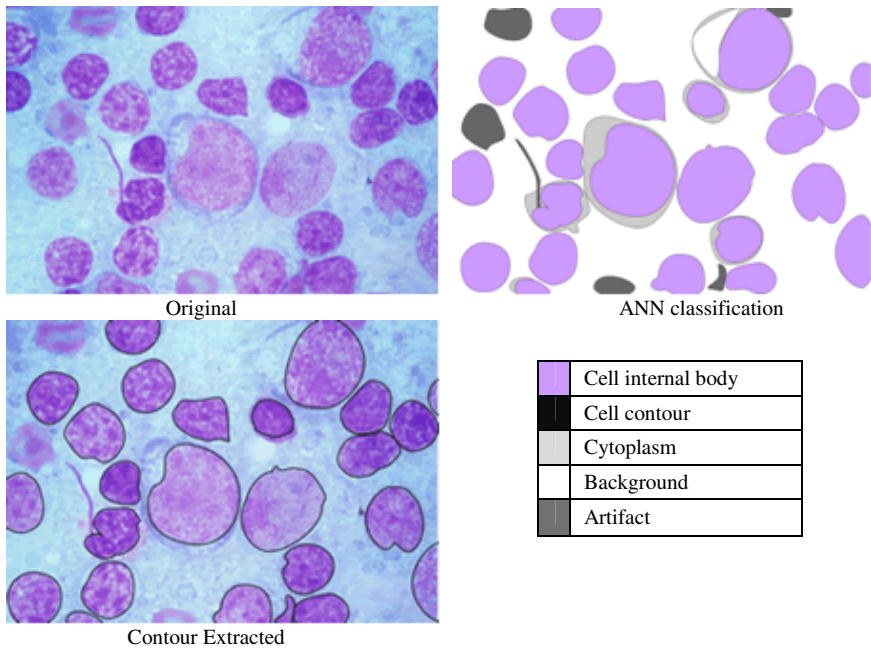 Original
ANN classification
Contour Extracted
Cell internal body
Cell contour
Cytoplasm
Background
Artifact